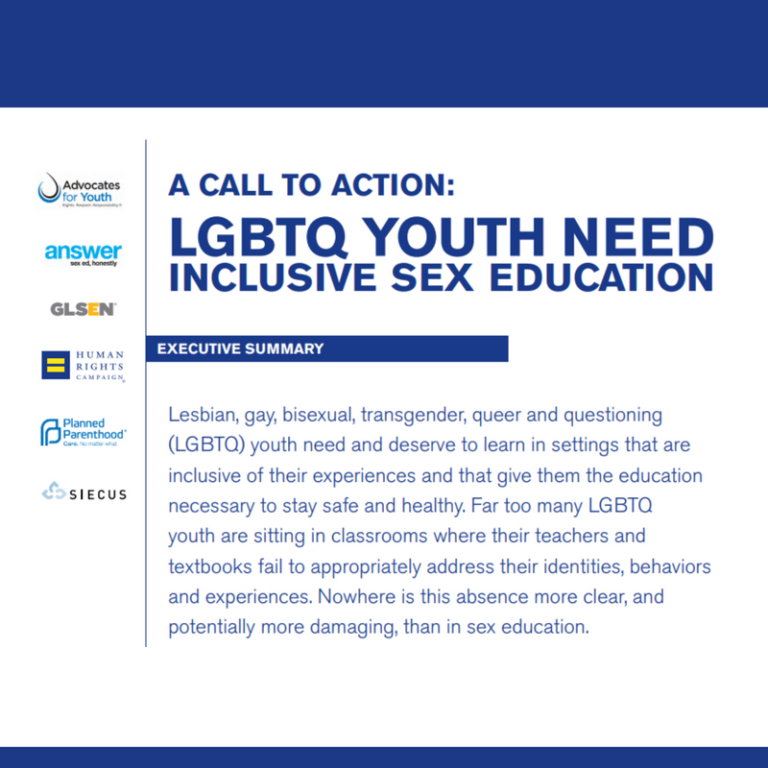 Advocates
for Youth
Rights. Respect. Responsibility.®
answer
sex ed, honestly
GLSEN®
HUMAN
RIGHTS
CAMPAIGN
Planned
Parenthood®
Care. No matter what.
SIECUS
A CALL TO ACTION:
LGBTQ YOUTH NEED
INCLUSIVE SEX EDUCATION
EXECUTIVE SUMMARY
Lesbian, gay, bisexual, transgender, queer and questioning
(LGBTQ) youth need and deserve to learn in settings that are
inclusive of their experiences and that give them the education
necessary to stay safe and healthy. Far too many LGBTQ
youth are sitting in classrooms where their teachers and
textbooks fail to appropriately address their identities, behaviors
and experiences. Nowhere is this absence more clear, and
potentially more damaging, than in sex education.